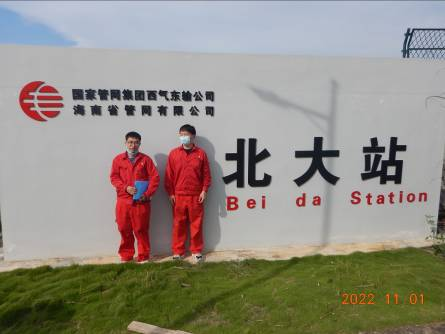 国家管网集团西气东输公司
海南省管网有限公司
北大站
Bei da Station
2022 11 01